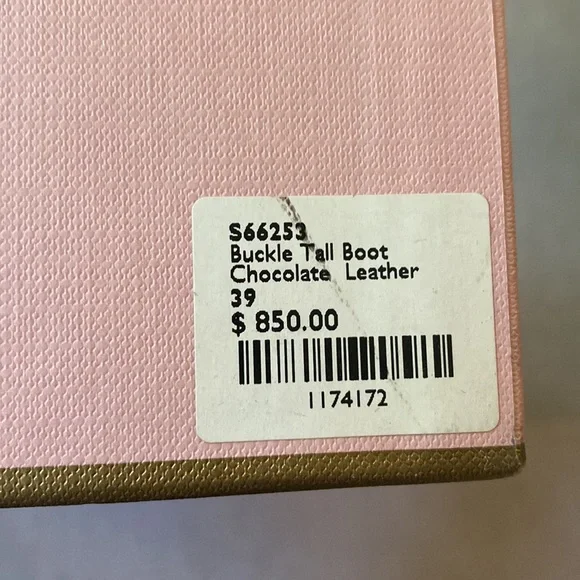 S66253
Buckle Tall Boot
Chocolate Leather
39
$ 850.00
1174172